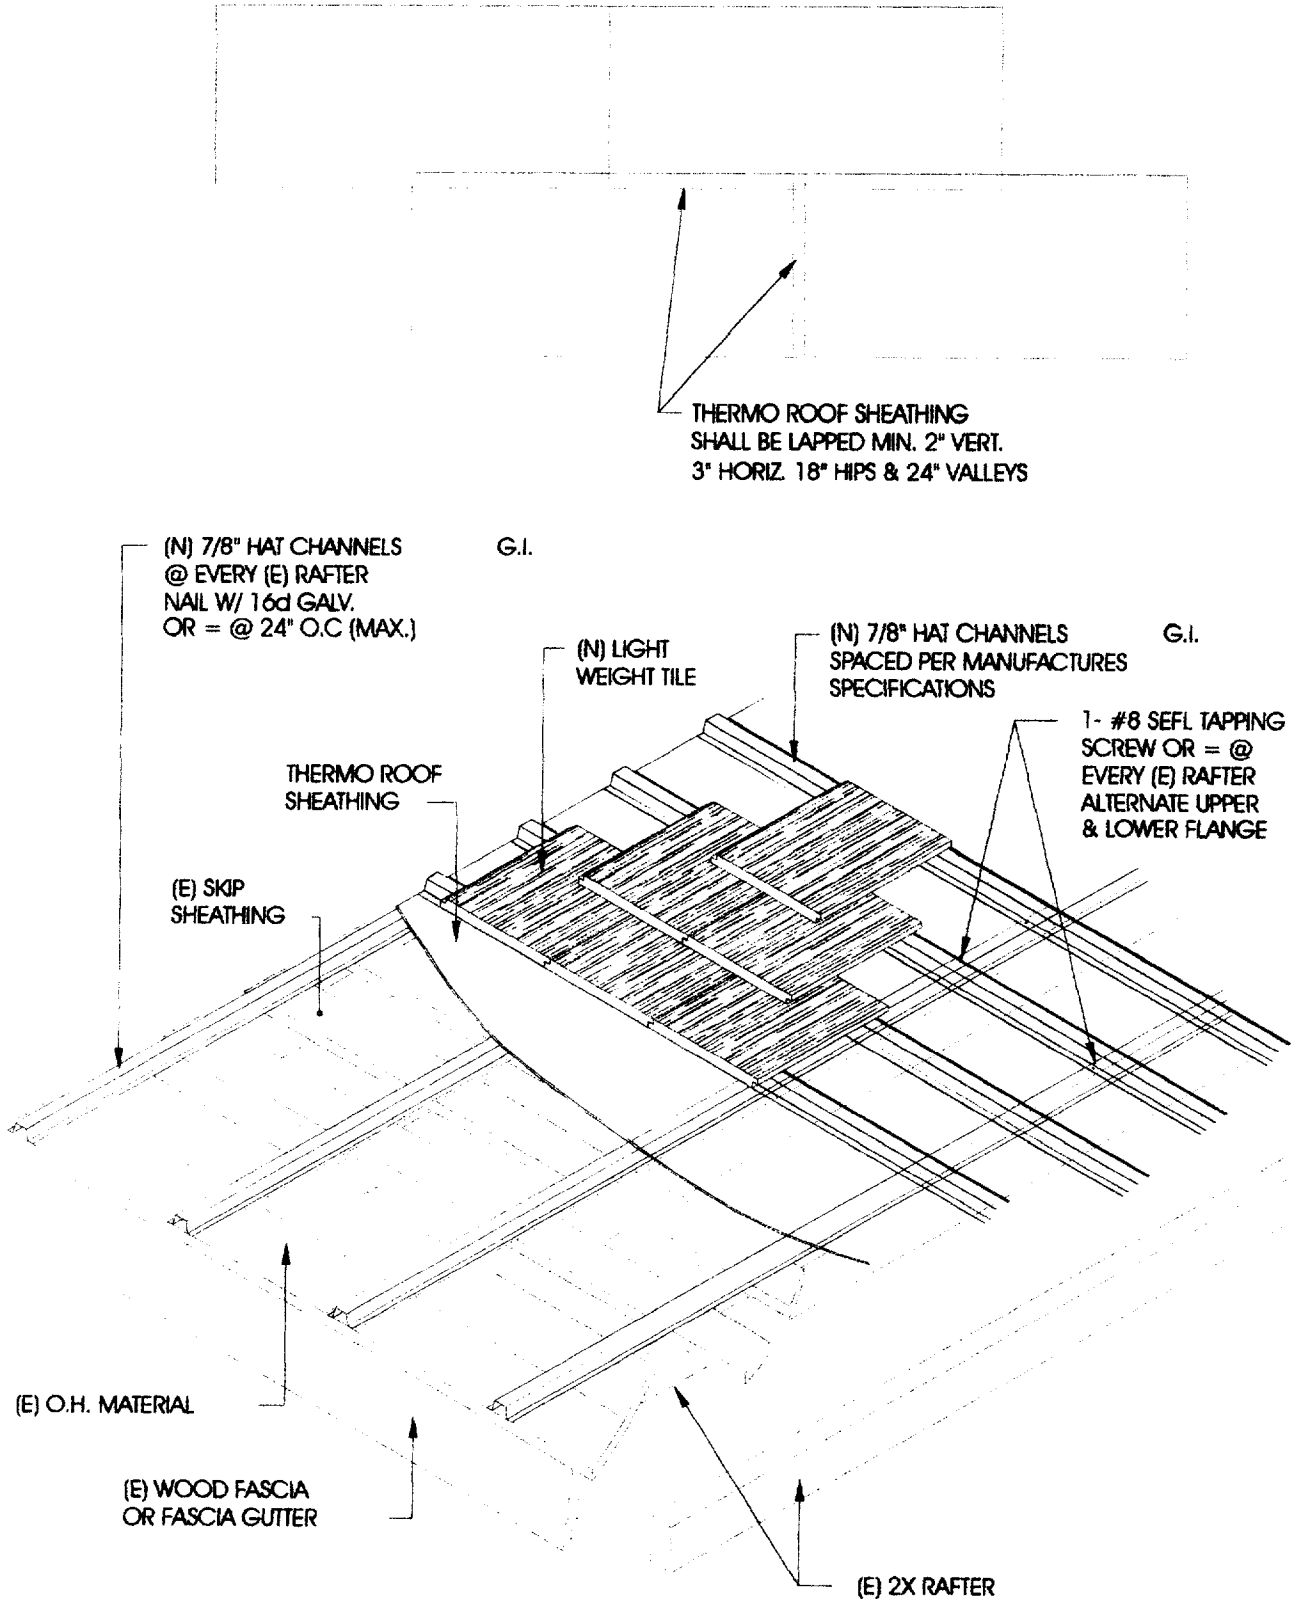 THERMO ROOF SHEATHING
SHALL BE LAPPED MIN. 2" VERT.
3" HORIZ. 18" HIPS & 24" VALLEYS
(N) 7/8" HAT CHANNELS G.I.
@ EVERY (E) RAFTER
NAIL W/ 16d GALV.
OR = @ 24" O.C (MAX.)
(N) LIGHT
WEIGHT TILE
(N) 7/8" HAT CHANNELS G.I.
SPACED PER MANUFACTURES
SPECIFICATIONS
1- #8 SEFL TAPPING
SCREW OR = @
EVERY (E) RAFTER
ALTERNATE UPPER
& LOWER FLANGE
THERMO ROOF
SHEATHING
(E) SKIP
SHEATHING
(E) O.H. MATERIAL
(E) WOOD FASCIA
OR FASCIA GUTTER
(E) 2X RAFTER